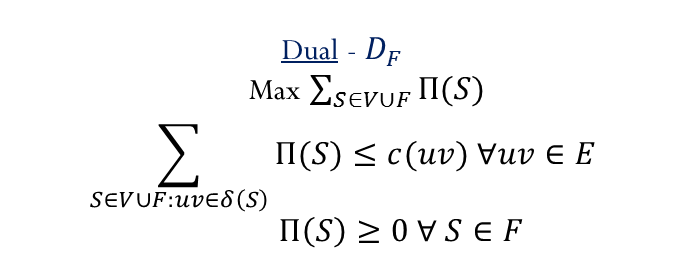 Dual - D_F
Max ∑_{S∈V∪F} Π(S)
∑_{S∈V∪F:uv∈δ(S)} Π(S) ≤ c(uv) ∀uv ∈ E
Π(S) ≥ 0 ∀ S ∈ F